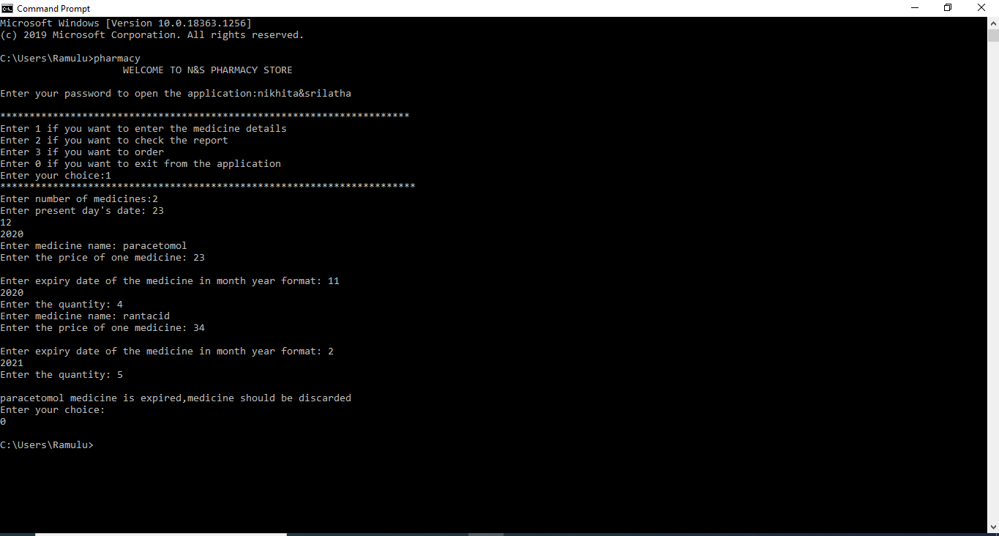 Command Prompt
Microsoft Windows [Version 10.0.18363.1256]
(c) 2019 Microsoft Corporation. All rights reserved.
C:\Users\Ramulu>pharmacy
WELCOME TO N&S PHARMACY STORE
Enter your password to open the application:nikhita&srilatha
**********************************************************************
Enter 1 if you want to enter the medicine details
Enter 2 if you want to check the report
Enter 3 if you want to order
Enter 0 if you want to exit from the application
Enter your choice:1
***********************************************************************
Enter number of medicines:2
Enter present day's date: 23
12
2020
Enter medicine name: paracetomol
Enter the price of one medicine: 23
Enter expiry date of the medicine in month year format: 11
2020
Enter the quantity: 4
Enter medicine name: rantacid
Enter the price of one medicine: 34
Enter expiry date of the medicine in month year format: 2
2021
Enter the quantity: 5
paracetomol medicine is expired,medicine should be discarded
Enter your choice:
0
C:\Users\Ramulu>